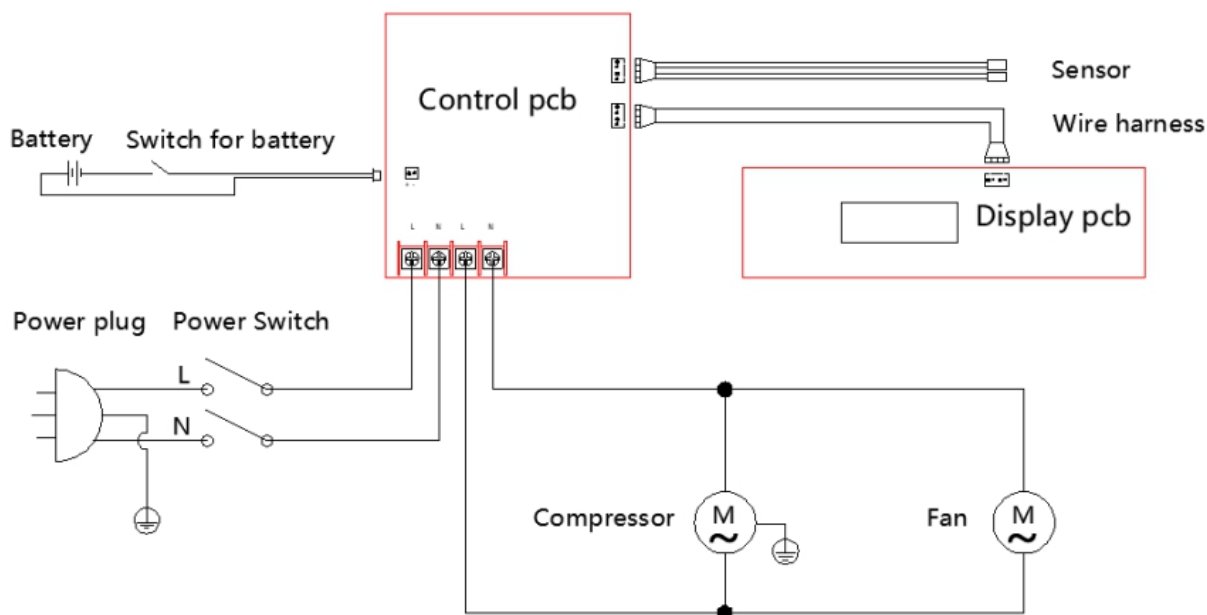 Control pcb
Sensor
Wire harness
Battery
Switch for battery
+ -
Display pcb
L N L N
Power plug
Power Switch
L
N
Compressor
M
Fan
M